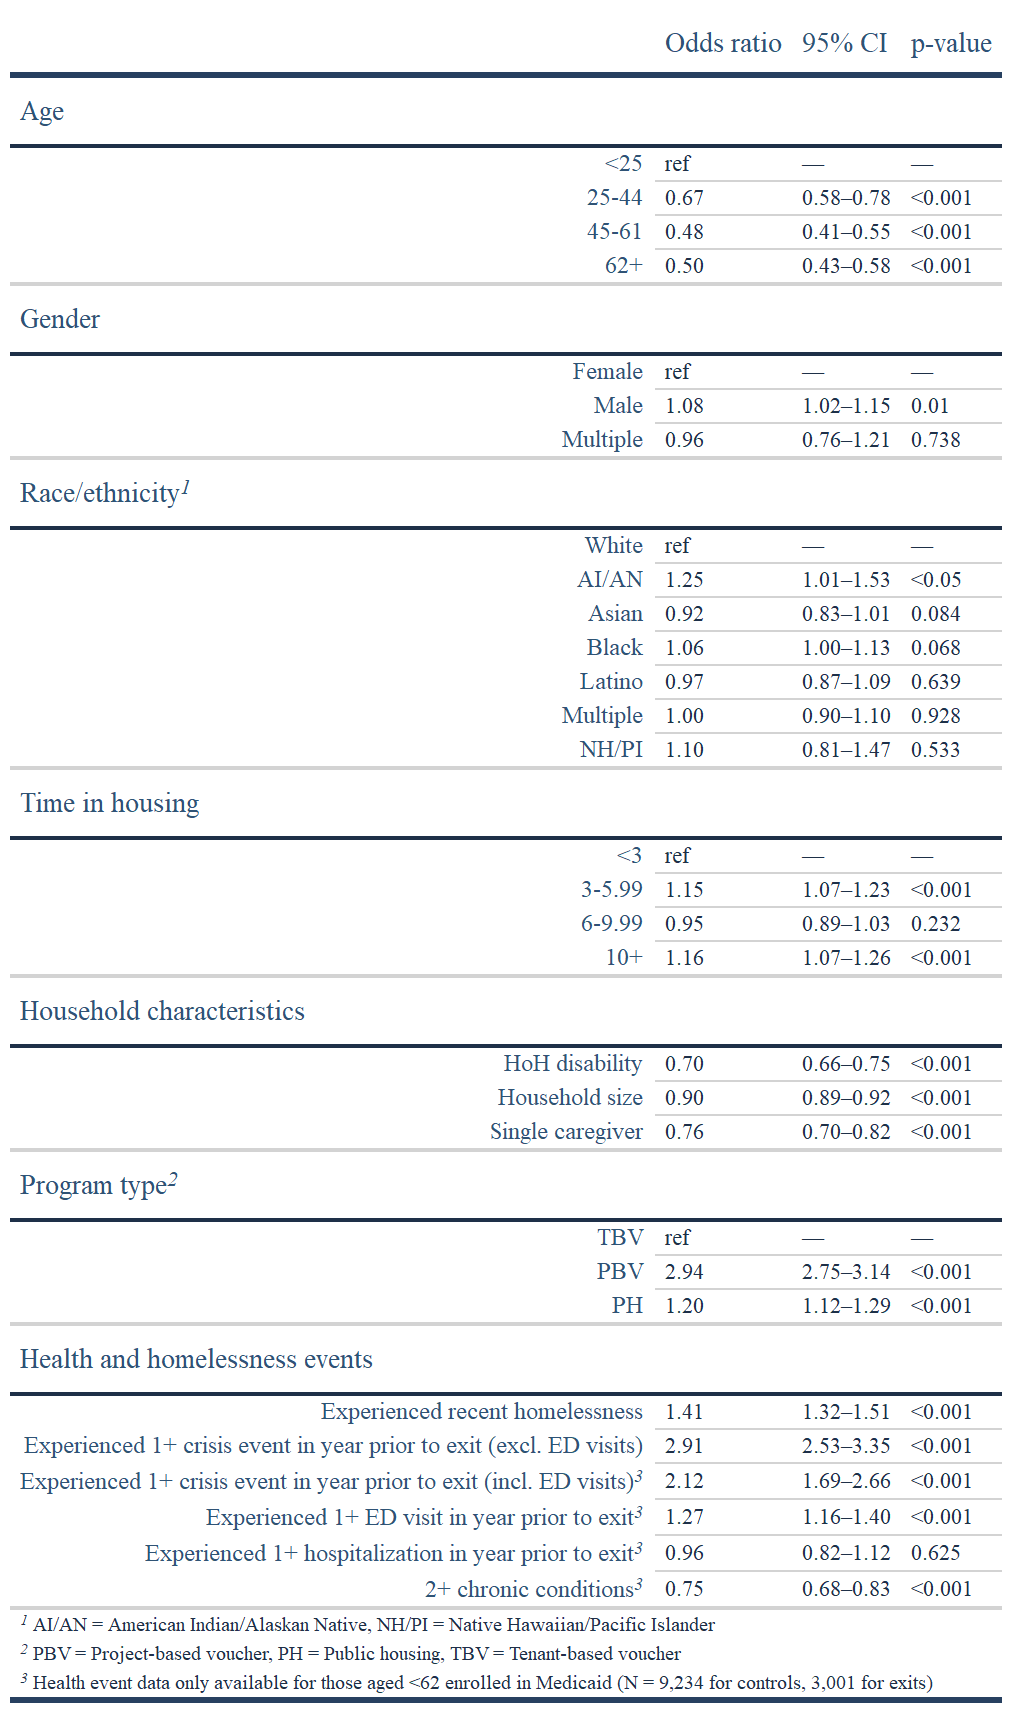 Odds ratio 95% CI p-value
Age
<25 ref — —
25-44 0.67 0.58–0.78 <0.001
45-61 0.48 0.41–0.55 <0.001
62+ 0.50 0.43–0.58 <0.001
Gender
Female ref — —
Male 1.08 1.02–1.15 0.01
Multiple 0.96 0.76–1.21 0.738
Race/ethnicity1
White ref — —
AI/AN 1.25 1.01–1.53 <0.05
Asian 0.92 0.83–1.01 0.084
Black 1.06 1.00–1.13 0.068
Latino 0.97 0.87–1.09 0.639
Multiple 1.00 0.90–1.10 0.928
NH/PI 1.10 0.81–1.47 0.533
Time in housing
<3 ref — —
3-5.99 1.15 1.07–1.23 <0.001
6-9.99 0.95 0.89–1.03 0.232
10+ 1.16 1.07–1.26 <0.001
Household characteristics
HoH disability 0.70 0.66–0.75 <0.001
Household size 0.90 0.89–0.92 <0.001
Single caregiver 0.76 0.70–0.82 <0.001
Program type2
TBV ref — —
PBV 2.94 2.75–3.14 <0.001
PH 1.20 1.12–1.29 <0.001
Health and homelessness events
Experienced recent homelessness 1.41 1.32–1.51 <0.001
Experienced 1+ crisis event in year prior to exit (excl. ED visits) 2.91 2.53–3.35 <0.001
Experienced 1+ crisis event in year prior to exit (incl. ED visits)3 2.12 1.69–2.66 <0.001
Experienced 1+ ED visit in year prior to exit3 1.27 1.16–1.40 <0.001
Experienced 1+ hospitalization in year prior to exit3 0.96 0.82–1.12 0.625
2+ chronic conditions3 0.75 0.68–0.83 <0.001
1 AI/AN = American Indian/Alaskan Native, NH/PI = Native Hawaiian/Pacific Islander
2 PBV = Project-based voucher, PH = Public housing, TBV = Tenant-based voucher
3 Health event data only available for those aged <62 enrolled in Medicaid (N = 9,234 for controls, 3,001 for exits)